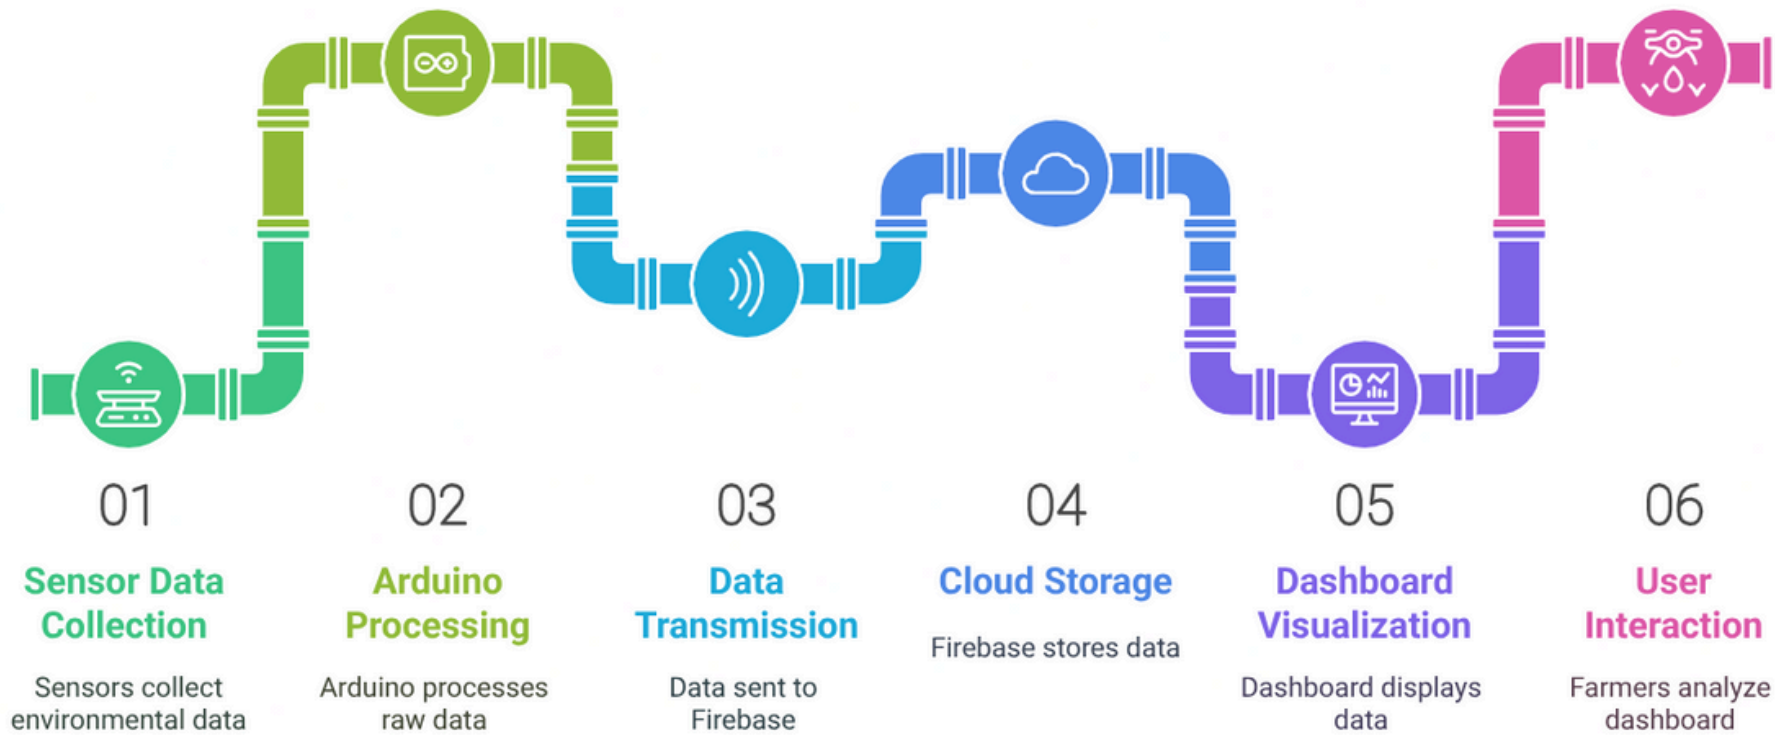 01
Sensor Data
Collection
Sensors collect
environmental data
02
Arduino
Processing
Arduino processes
raw data
03
Data
Transmission
Data sent to
Firebase
04
Cloud Storage
Firebase stores data
05
Dashboard
Visualization
Dashboard displays
data
06
User
Interaction
Farmers analyze
dashboard